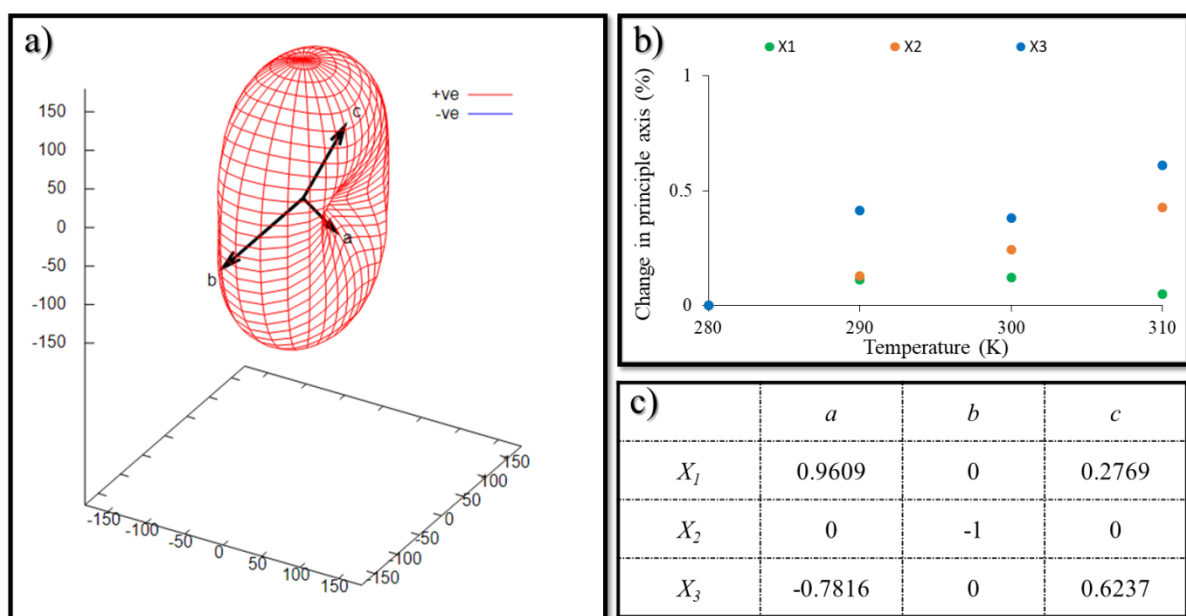 a)
+ve
-ve
c
a
b
150
100
50
0
-50
-100
-150
150
100
50
0
-50
-100
-150
-150
-100
-50
0
50
100
150
b)
X1 X2 X3
Change in principle axis (%)
1
0.5
0
280 290 300 310
Temperature (K)
c)
a b c
X1 0.9609 0 0.2769
X2 0 -1 0
X3 -0.7816 0 0.6237